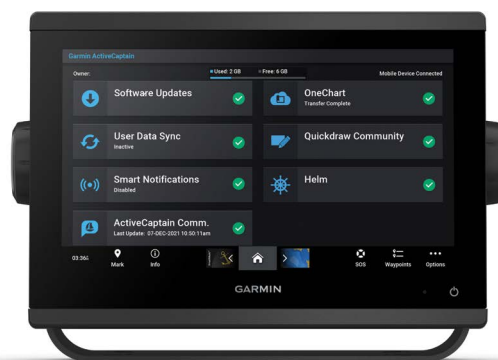 Garmin ActiveCaptain
Owner:
Used: 2 GB
Free: 6 GB
Mobile Device Connected
Software Updates
OneChart
Transfer Complete
User Data Sync
Inactive
Quickdraw Community
Smart Notifications
Disabled
Helm
ActiveCaptain Comm.
Last Update: 07-DEC-2021 10:50:11am
Mark
Info
SOS
Waypoints
Options
GARMIN